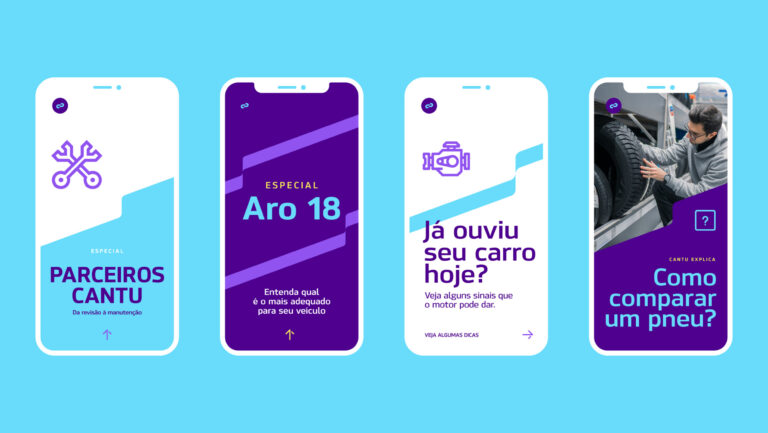 ESPECIAL
PARCEIROS
CANTU
Da revisão à manutenção
ESPECIAL
Aro 18
Entenda qual
é o mais adequado
para seu veículo
Já ouviu
seu carro
hoje?
Veja alguns sinais que
o motor pode dar.
VEJA ALGUMAS DICAS
?
CANTU EXPLICA
Como
comparar
um pneu?